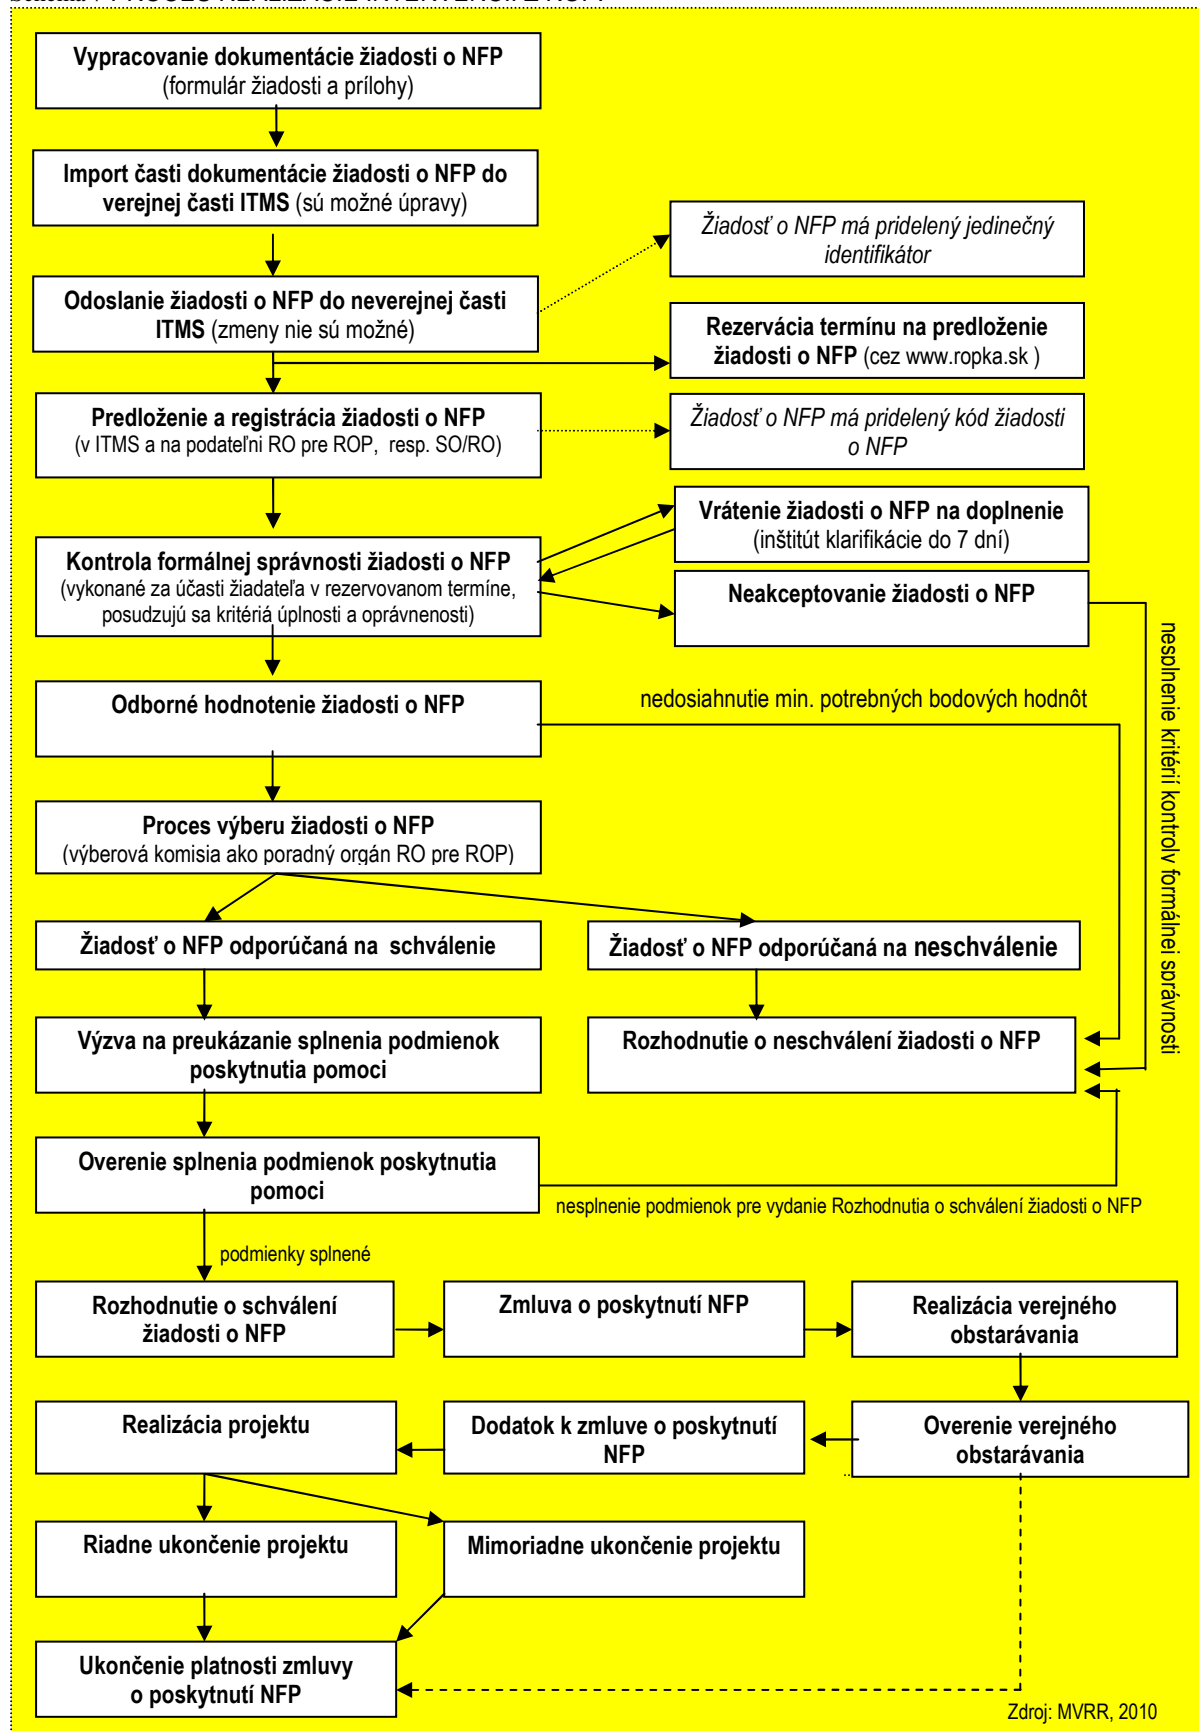 Vypracovanie dokumentácie žiadosti o NFP
(formulár žiadosti a prílohy)
Import časti dokumentácie žiadosti o NFP do
verejnej časti ITMS (sú možné úpravy)
Žiadosť o NFP má pridelený jedinečný
identifikátor
Odoslanie žiadosti o NFP do neverejnej časti
ITMS (zmeny nie sú možné)
Rezervácia termínu na predloženie
žiadosti o NFP (cez www.ropka.sk )
Predloženie a registrácia žiadosti o NFP
(v ITMS a na podateľni RO pre ROP, resp. SO/RO)
Žiadosť o NFP má pridelený kód žiadosti
o NFP
Vrátenie žiadosti o NFP na doplnenie
(inštitút klarifikácie do 7 dní)
Kontrola formálnej správnosti žiadosti o NFP
(vykonané za účasti žiadateľa v rezervovanom termíne,
posudzujú sa kritériá úplnosti a oprávnenosti)
Neakceptovanie žiadosti o NFP
nesplnenie kritérií kontroly formálnej správnosti
Odborné hodnotenie žiadosti o NFP
nedosiahnutie min. potrebných bodových hodnôt
Proces výberu žiadosti o NFP
(výberová komisia ako poradný orgán RO pre ROP)
Žiadosť o NFP odporúčaná na schválenie
Žiadosť o NFP odporúčaná na neschválenie
Výzva na preukázanie splnenia podmienok
poskytnutia pomoci
Rozhodnutie o neschválení žiadosti o NFP
Overenie splnenia podmienok poskytnutia
pomoci
nesplnenie podmienok pre vydanie Rozhodnutia o schválení žiadosti o NFP
podmienky splnené
Rozhodnutie o schválení
žiadosti o NFP
Zmluva o poskytnutí NFP
Realizácia verejného
obstarávania
Realizácia projektu
Dodatok k zmluve o poskytnutí
NFP
Overenie verejného
obstarávania
Riadne ukončenie projektu
Mimoriadne ukončenie projektu
Ukončenie platnosti zmluvy
o poskytnutí NFP
Zdroj: MVRR, 2010